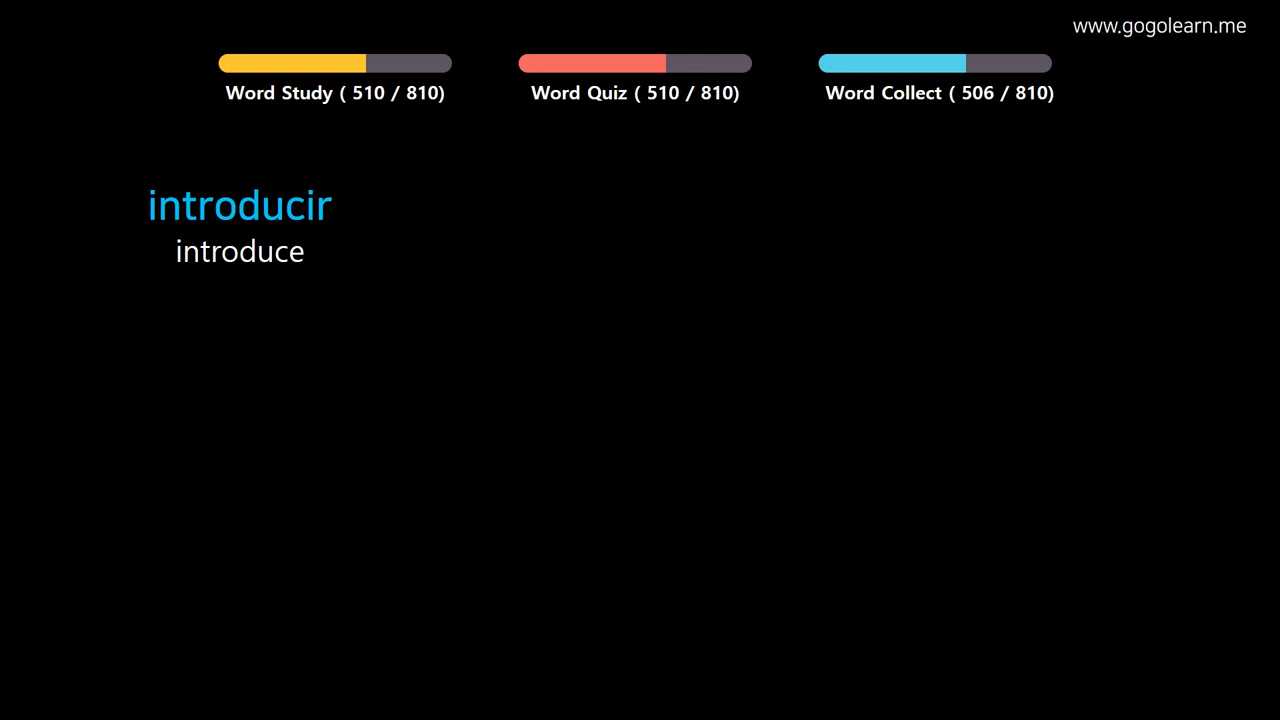 www.gogolearn.me
Word Study ( 510 / 810)
Word Quiz ( 510 / 810)
Word Collect ( 506 / 810)
introducir
introduce